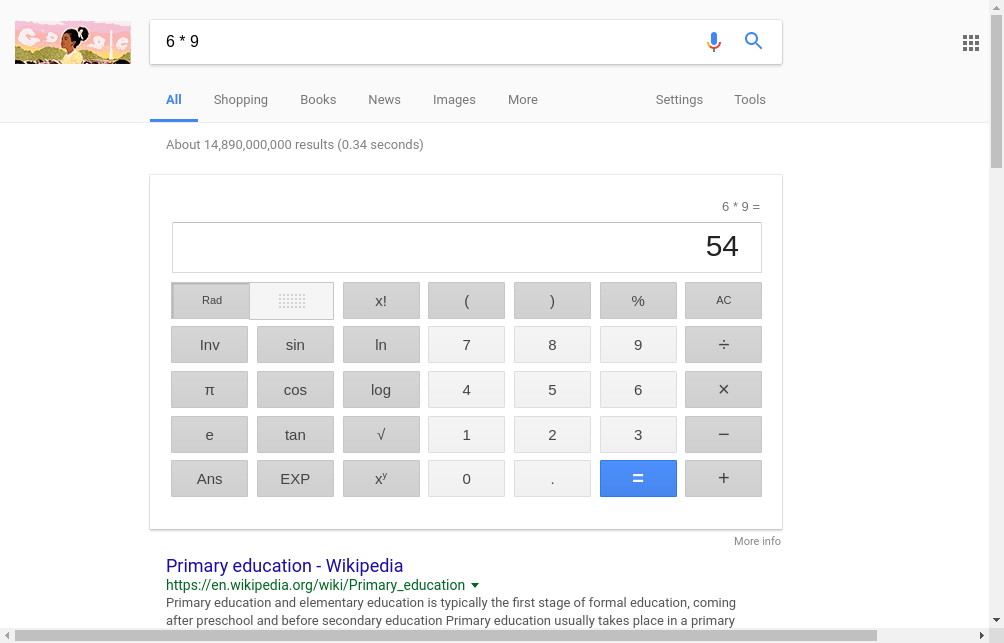 6 * 9
All Shopping Books News Images More Settings Tools
About 14,890,000,000 results (0.34 seconds)
6 * 9 =
54
Rad x! ( ) % AC
Inv sin ln 7 8 9 ÷
π cos log 4 5 6 ×
e tan √ 1 2 3 −
Ans EXP xʸ 0 . = +
More info
Primary education - Wikipedia
https://en.wikipedia.org/wiki/Primary_education
Primary education and elementary education is typically the first stage of formal education, coming
after preschool and before secondary education Primary education usually takes place in a primary